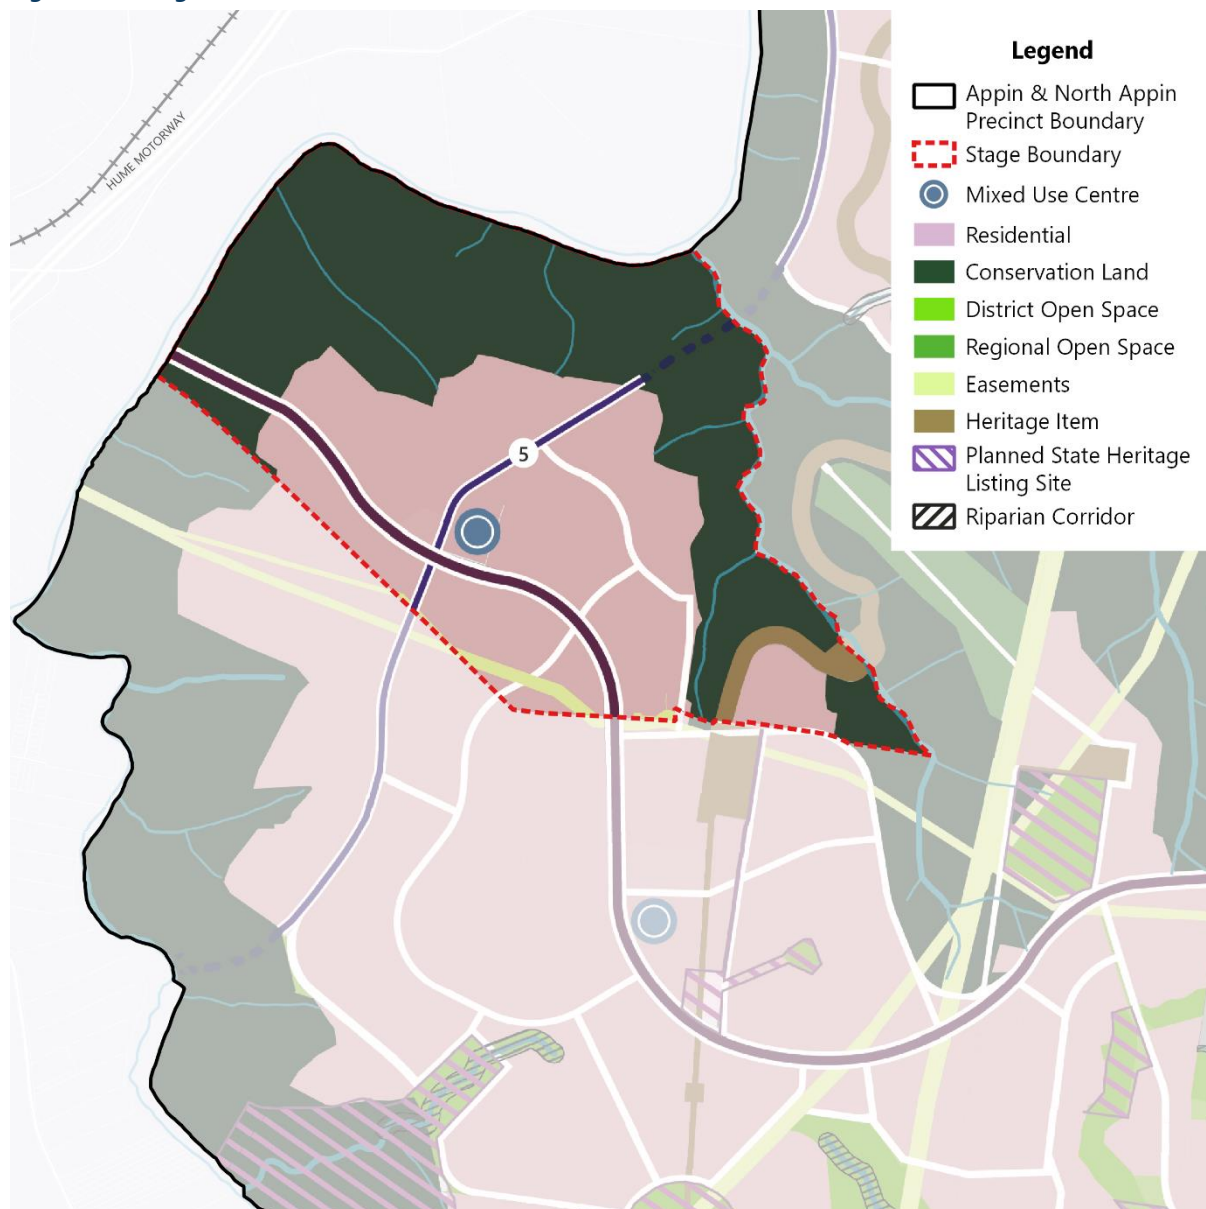 HUME MOTORWAY
5
Legend
Appin & North Appin
Precinct Boundary
Stage Boundary
Mixed Use Centre
Residential
Conservation Land
District Open Space
Regional Open Space
Easements
Heritage Item
Planned State Heritage
Listing Site
Riparian Corridor